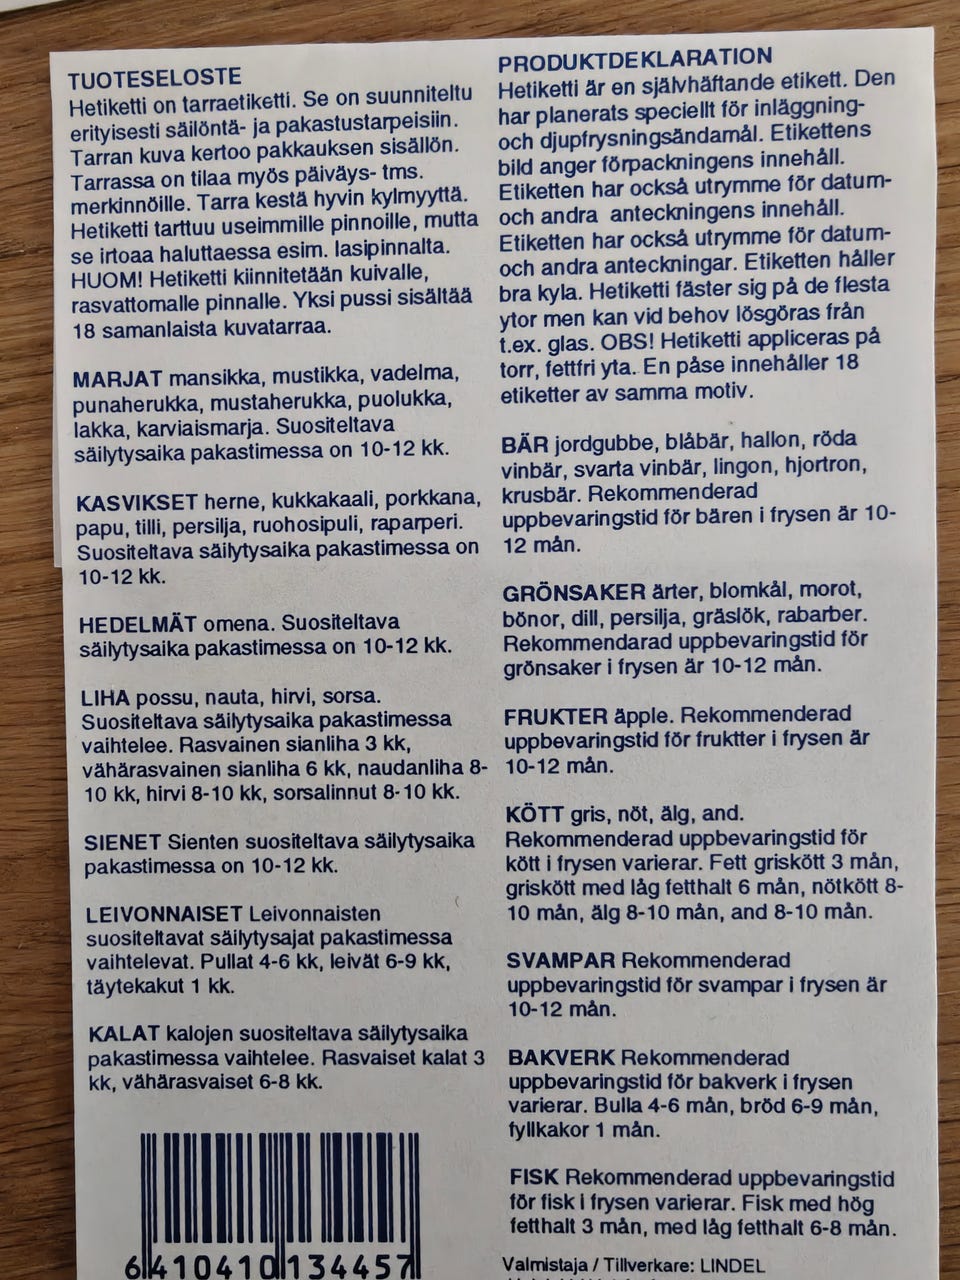 TUOTESELOSTE
Hetiketti on tarraetiketti. Se on suunniteltu
erityisesti säilöntä- ja pakastustarpeisiin.
Tarran kuva kertoo pakkauksen sisällön.
Tarrassa on tilaa myös päiväys- tms.
merkinnöille. Tarra kestä hyvin kylmyyttä.
Hetiketti tarttuu useimmille pinnoille, mutta
se irtoaa haluttaessa esim. lasipinnalta.
HUOM! Hetiketti kiinnitetään kuivalle,
rasvattomalle pinnalle. Yksi pussi sisältää
18 samanlaista kuvatarraa.
MARJAT mansikka, mustikka, vadelma,
punaherukka, mustaherukka, puolukka,
lakka, karviaismarja. Suositeltava
säilytysaika pakastimessa on 10-12 kk.
KASVIKSET herne, kukkakaali, porkkana,
papu, tilli, persilja, ruohosipuli, raparperi.
Suositeltava säilytysaika pakastimessa on
10-12 kk.
HEDELMÄT omena. Suositeltava
säilytysaika pakastimessa on 10-12 kk.
LIHA possu, nauta, hirvi, sorsa.
Suositeltava säilytysaika pakastimessa
vaihtelee. Rasvainen sianliha 3 kk,
vähärasvainen sianliha 6 kk, naudanliha 8-
10 kk, hirvi 8-10 kk, sorsalinnut 8-10 kk.
SIENET Sienten suositeltava säilytysaika
pakastimessa on 10-12 kk.
LEIVONNAISET Leivonnaisten
suositeltavat säilytysajat pakastimessa
vaihtelevat. Pullat 4-6 kk, leivät 6-9 kk,
täytekakut 1 kk.
KALAT kalojen suositeltava säilytysaika
pakastimessa vaihtelee. Rasvaiset kalat 3
kk, vähärasvaiset 6-8 kk.
6 410410 134457
PRODUKTDEKLARATION
Hetiketti är en självhäftande etikett. Den
har planerats speciellt för inläggning-
och djupfrysningsändamål. Etikettens
bild anger förpackningens innehåll.
Etiketten har också utrymme för datum-
och andra anteckningens innehåll.
Etiketten har också utrymme för datum-
och andra anteckningar. Etiketten håller
bra kyla. Hetiketti fäster sig på de flesta
ytor men kan vid behov lösgöras från
t.ex. glas. OBS! Hetiketti appliceras på
torr, fettfri yta. En påse innehåller 18
etiketter av samma motiv.
BÄR jordgubbe, blåbär, hallon, röda
vinbär, svarta vinbär, lingon, hjortron,
krusbär. Rekommenderad
uppbevaringstid för bären i frysen är 10-
12 mån.
GRÖNSAKER ärter, blomkål, morot,
bönor, dill, persilja, gräslök, rabarber.
Rekommendarad uppbevaringstid för
grönsaker i frysen är 10-12 mån.
FRUKTER äpple. Rekommenderad
uppbevaringstid för fruktter i frysen är
10-12 mån.
KÖTT gris, nöt, älg, and.
Rekommenderad uppbevaringstid för
kött i frysen varierar. Fett griskött 3 mån,
griskött med låg fetthalt 6 mån, nötkött 8-
10 mån, älg 8-10 mån, and 8-10 mån.
SVAMPAR Rekommenderad
uppbevaringstid för svampar i frysen är
10-12 mån.
BAKVERK Rekommenderad
uppbevaringstid för bakverk i frysen
varierar. Bulla 4-6 mån, bröd 6-9 mån,
fyllkakor 1 mån.
FISK Rekommenderad uppbevaringstid
för fisk i frysen varierar. Fisk med hög
fetthalt 3 mån, med låg fetthalt 6-8 mån.
Valmistaja / Tillverkare: LINDEL